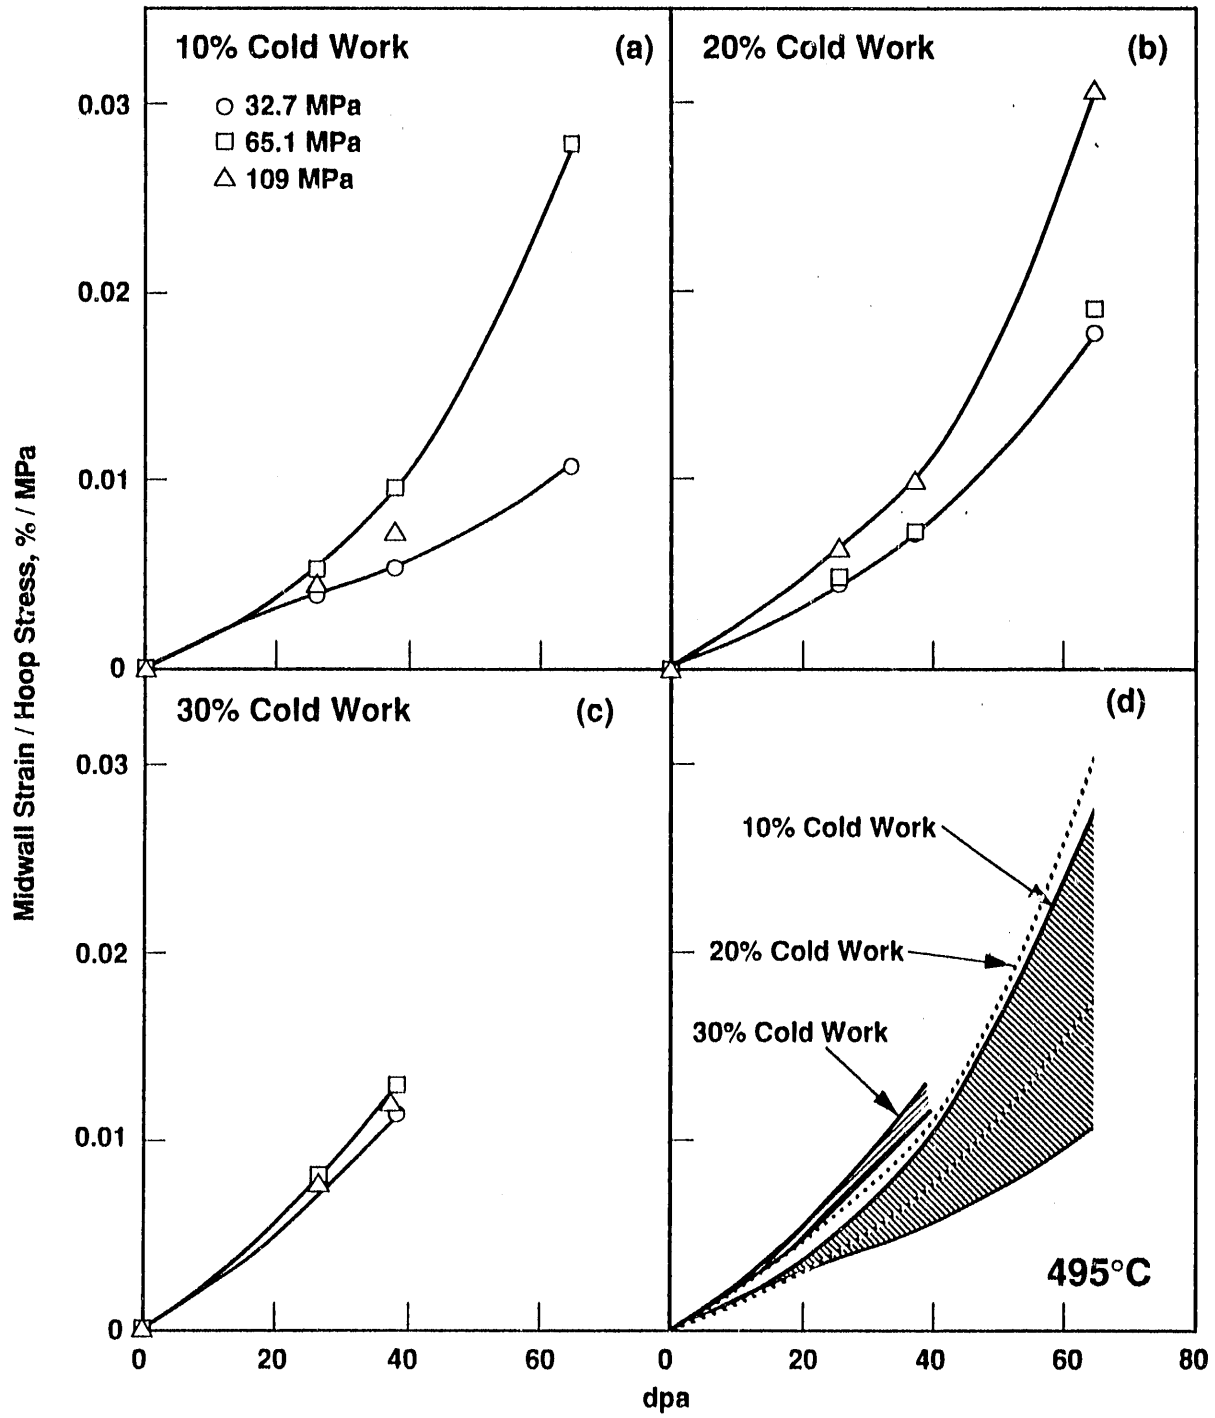 10% Cold Work
(a)
32.7 MPa
65.1 MPa
109 MPa
20% Cold Work
(b)
0.03
0.02
0.01
0
30% Cold Work
(c)
(d)
0.03
0.02
0.01
0
10% Cold Work
20% Cold Work
30% Cold Work
495°C
0 20 40 60 0 20 40 60 80
dpa
Midwall Strain / Hoop Stress, % / MPa